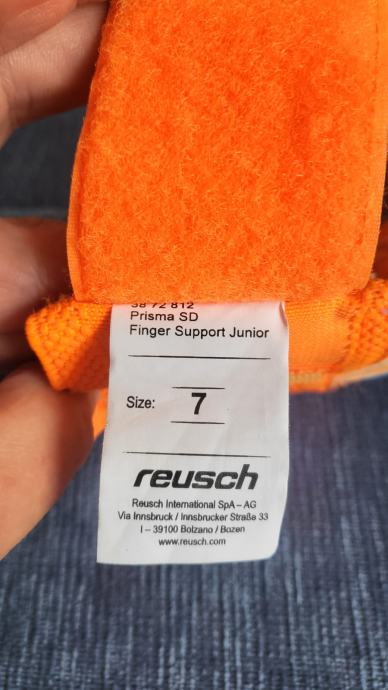 38 72 812
Prisma SD
Finger Support Junior
Size: 7
reusch
Reusch International SpA – AG
Via Innsbruck / Innsbrucker Straße 33
I – 39100 Bolzano / Bozen
www.reusch.com